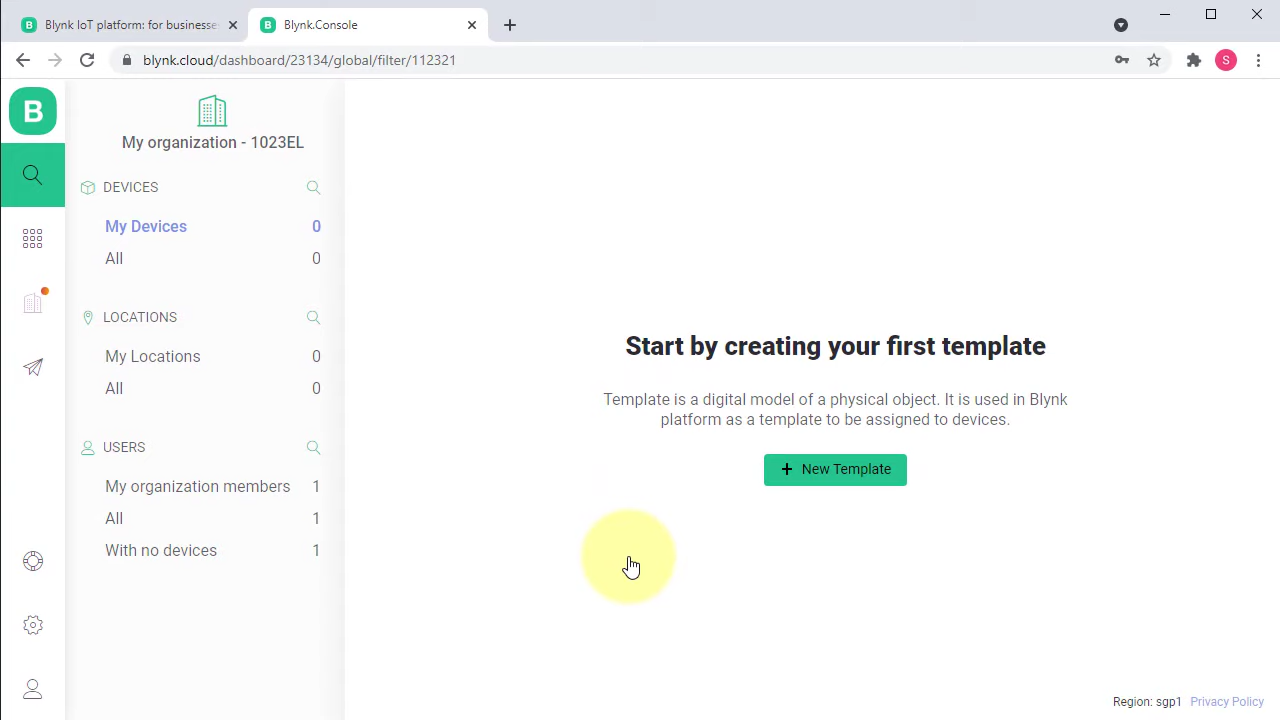 B Blynk IoT platform: for businesse
B Blynk.Console
blynk.cloud/dashboard/23134/global/filter/112321
S
B
My organization - 1023EL
DEVICES
My Devices 0
All 0
LOCATIONS
My Locations 0
All 0
USERS
My organization members 1
All 1
With no devices 1
Start by creating your first template
Template is a digital model of a physical object. It is used in Blynk
platform as a template to be assigned to devices.
+ New Template
Region: sgp1 Privacy Policy